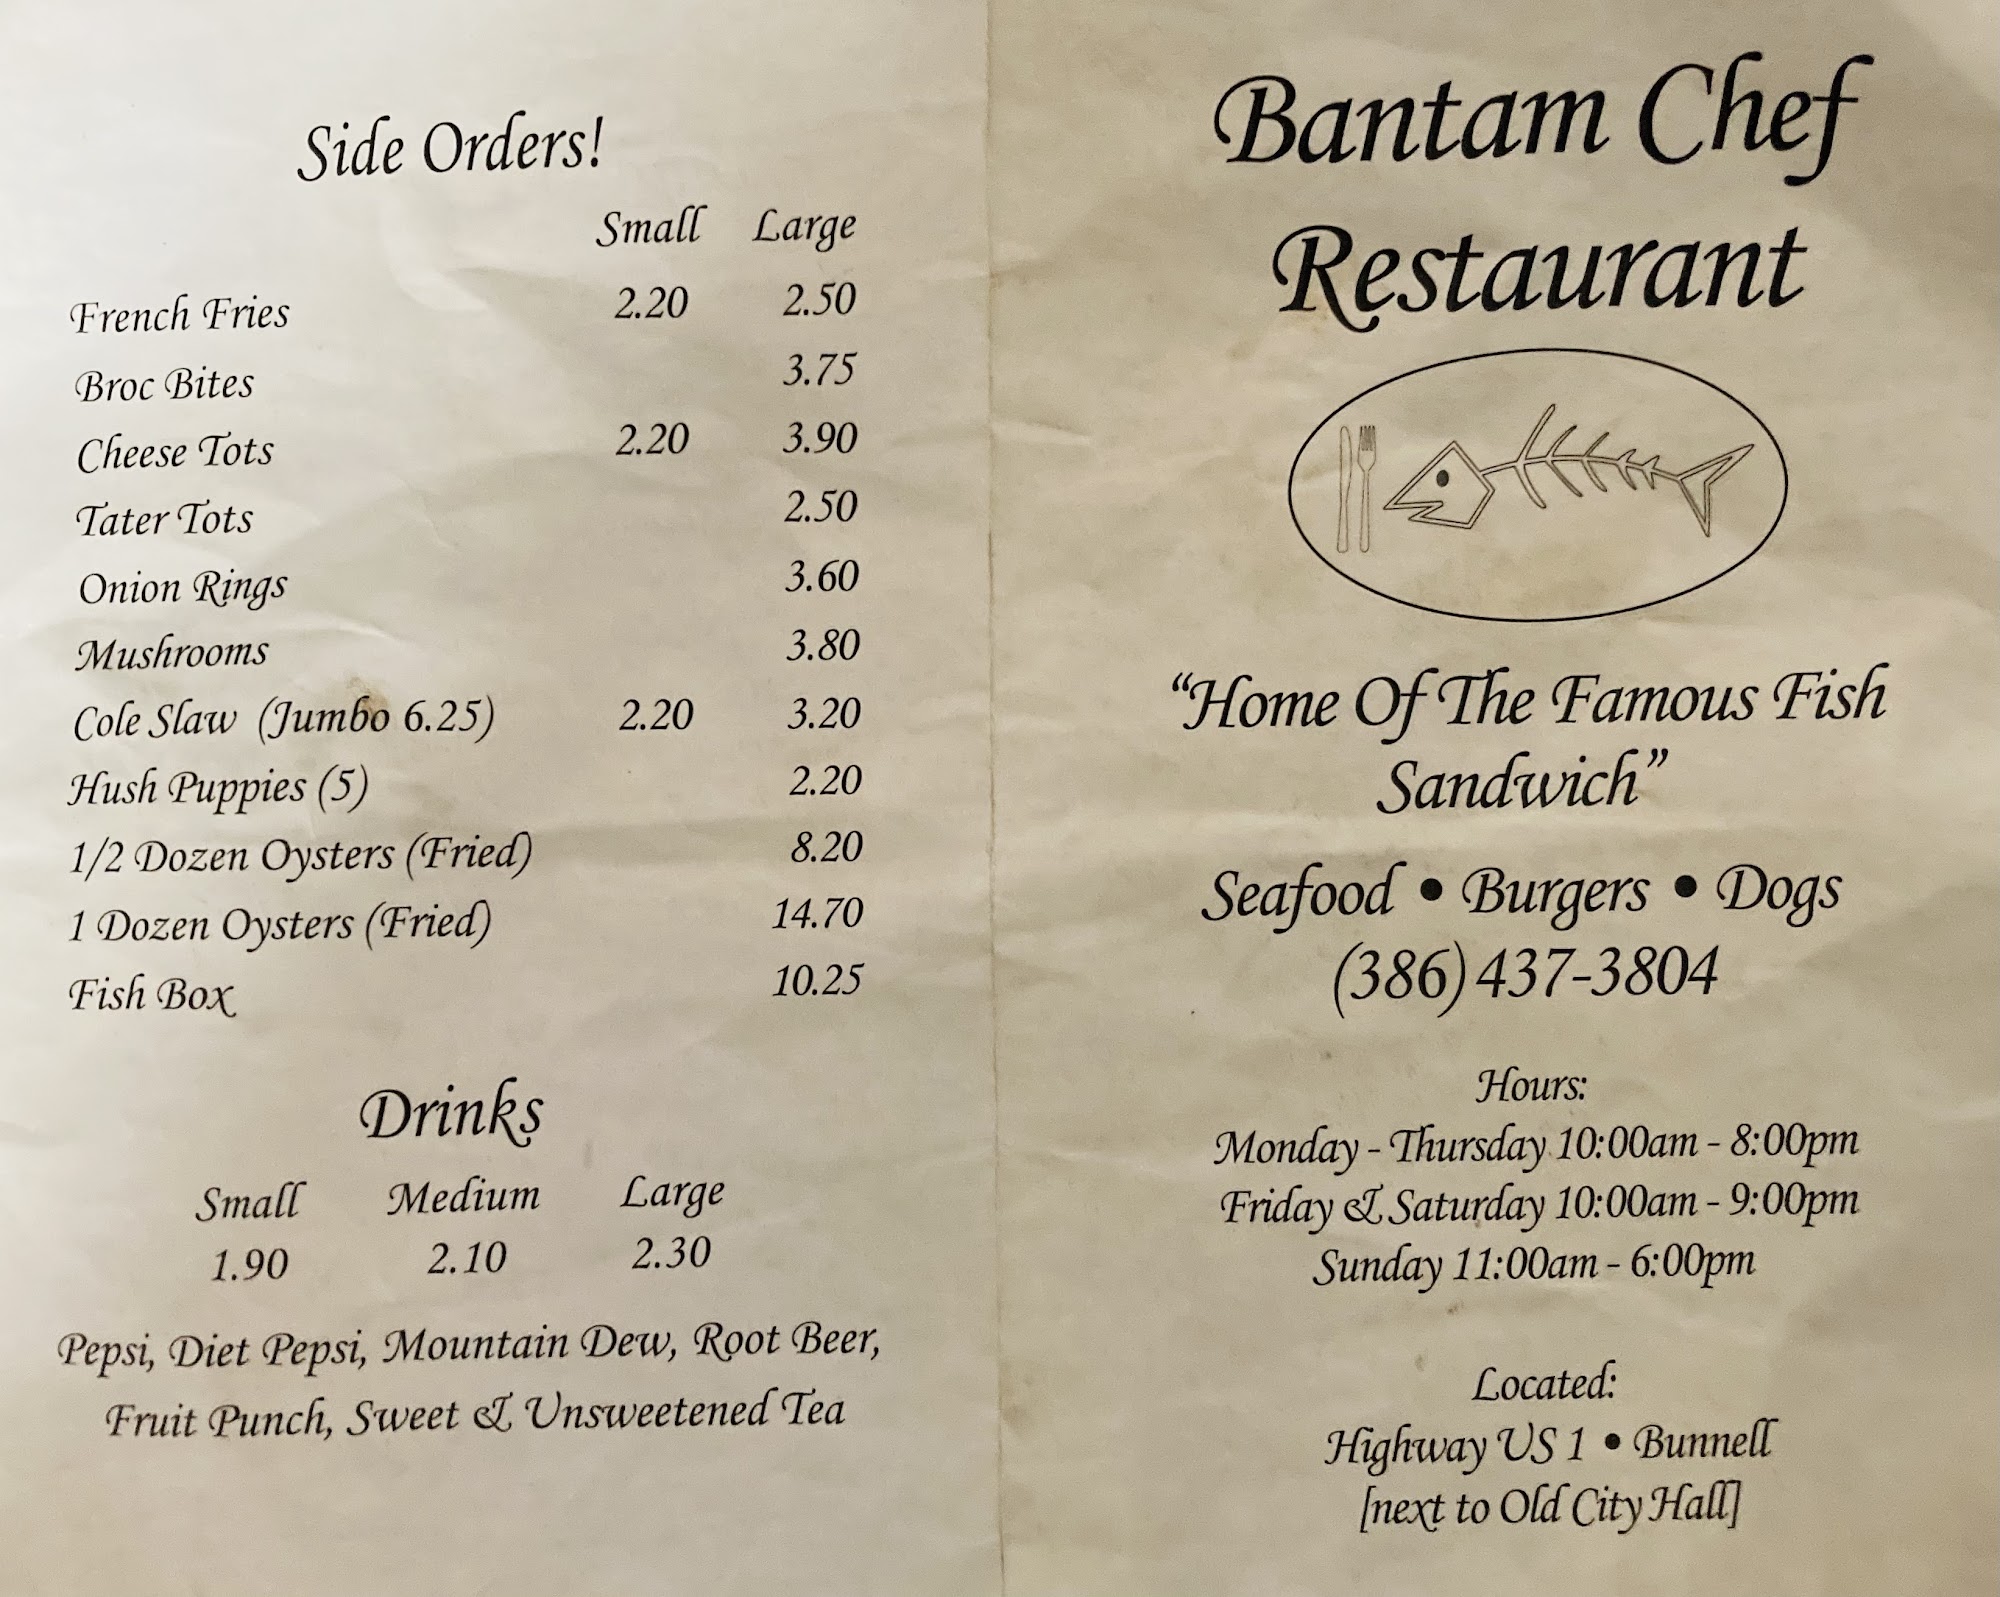 Side Orders!
Small Large
French Fries 2.20 2.50
Broc Bites 3.75
Cheese Tots 2.20 3.90
Tater Tots 2.50
Onion Rings 3.60
Mushrooms 3.80
Cole Slaw (Jumbo 6.25) 2.20 3.20
Hush Puppies (5) 2.20
1/2 Dozen Oysters (Fried) 8.20
1 Dozen Oysters (Fried) 14.70
Fish Box 10.25
Drinks
Small Medium Large
1.90 2.10 2.30
Pepsi, Diet Pepsi, Mountain Dew, Root Beer,
Fruit Punch, Sweet & Unsweetened Tea
Bantam Chef
Restaurant
“Home Of The Famous Fish
Sandwich”
Seafood • Burgers • Dogs
(386) 437-3804
Hours:
Monday - Thursday 10:00am - 8:00pm
Friday & Saturday 10:00am - 9:00pm
Sunday 11:00am - 6:00pm
Located:
Highway US 1 • Bunnell
[next to Old City Hall]